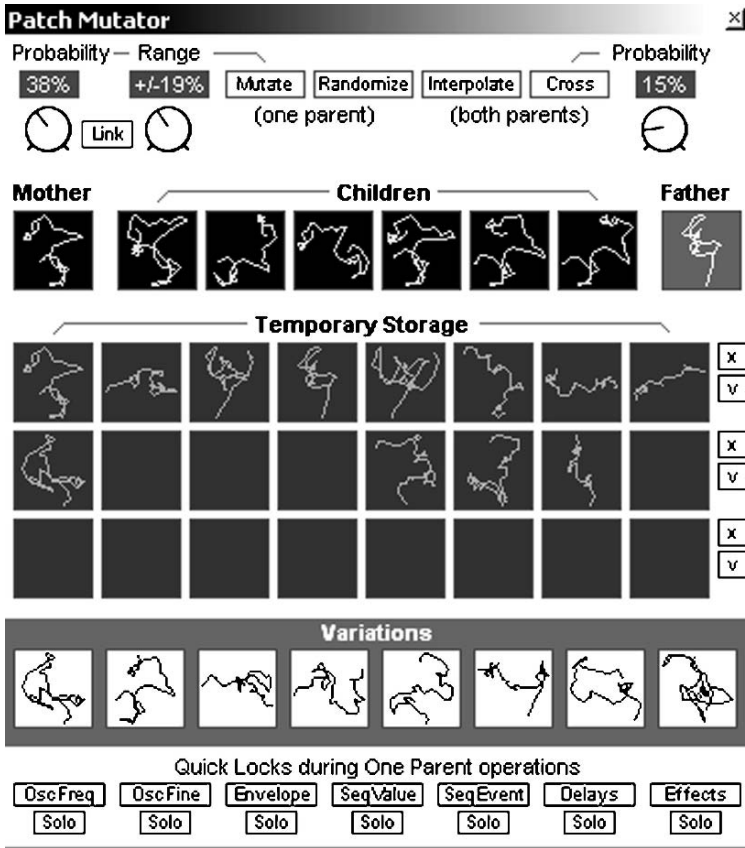 Patch Mutator x
Probability Range Probability
38% +/-19% Mutate Randomize Interpolate Cross 15%
Link (one parent) (both parents)
Mother Children Father
Temporary Storage
x
v
x
v
x
v
Variations
Quick Locks during One Parent operations
OscFreq OscFine Envelope SeqValue SeqEvent Delays Effects
Solo Solo Solo Solo Solo Solo Solo